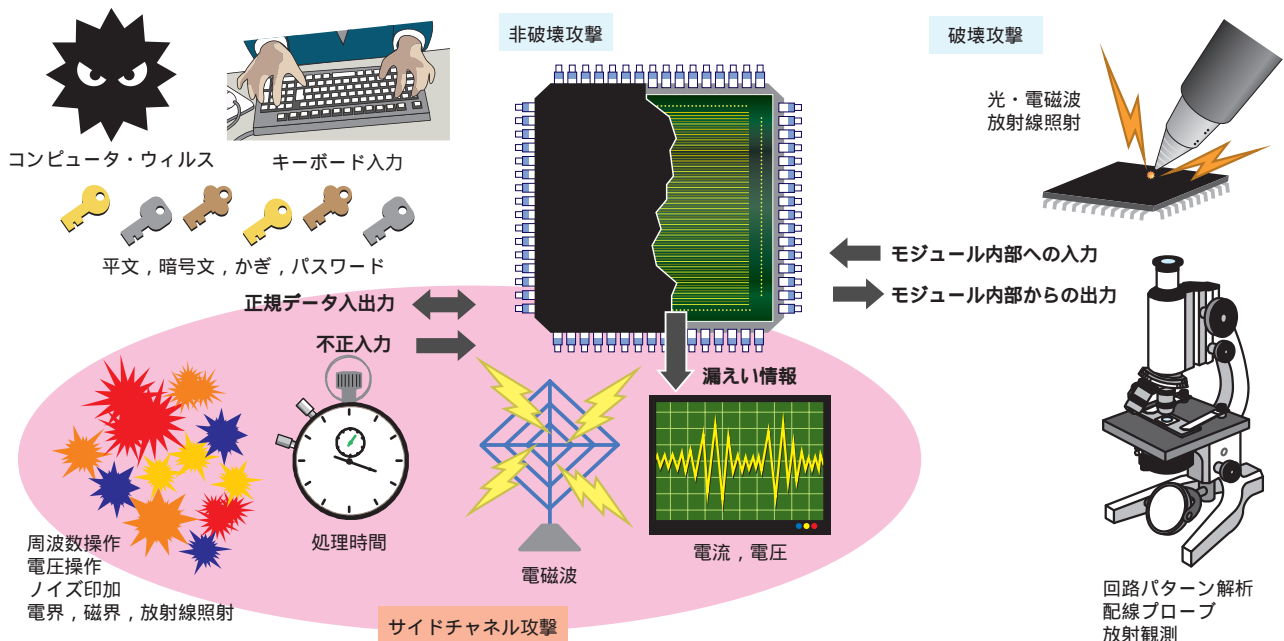 非破壊攻撃
破壊攻撃
コンピュータ・ウィルス
キーボード入力
光・電磁波
放射線照射
平文，暗号文，かぎ，パスワード
モジュール内部への入力
モジュール内部からの出力
正規データ入出力
不正入力
漏えい情報
周波数操作
電圧操作
ノイズ印加
電界，磁界，放射線照射
処理時間
電磁波
電流，電圧
サイドチャネル攻撃
回路パターン解析
配線プローブ
放射観測